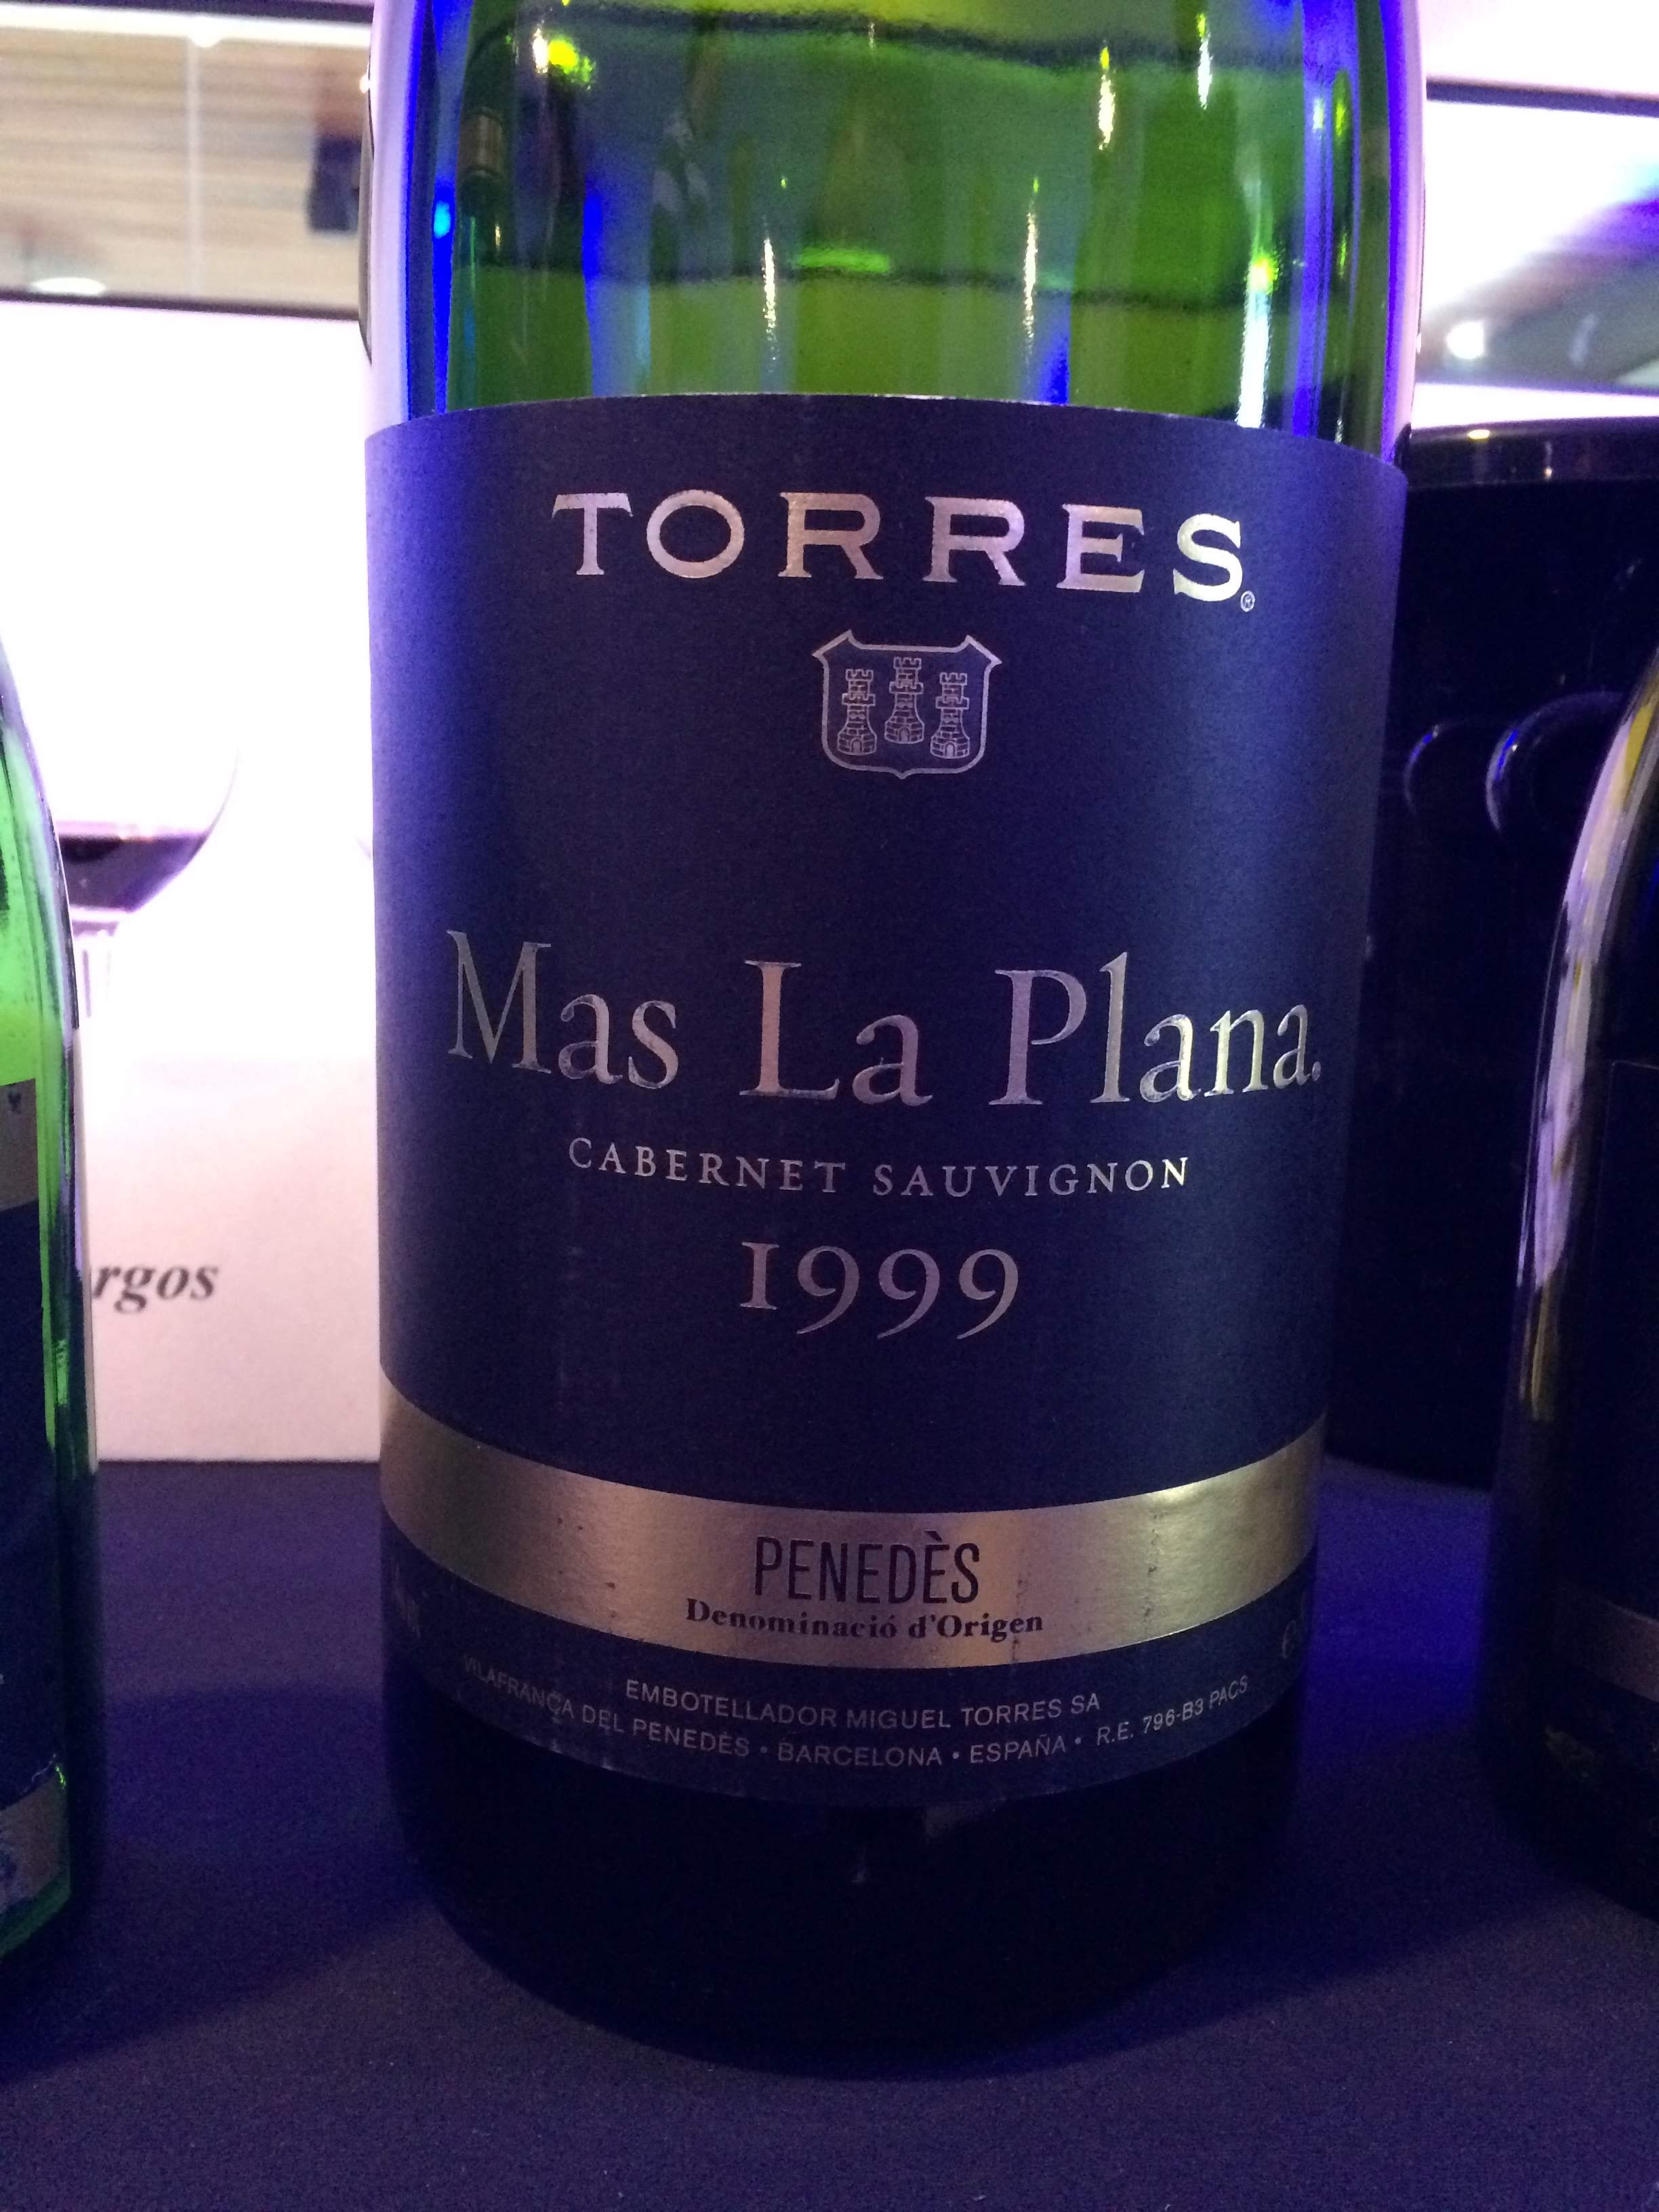 TORRES®
Mas La Plana.
CABERNET SAUVIGNON
1999
rgos
PENEDÈS
Denominació d'Origen
EMBOTELLADOR MIGUEL TORRES SA
VILAFRANÇA DEL PENEDÈS • BARCELONA • ESPAÑA • R.E. 796-B3 PACS